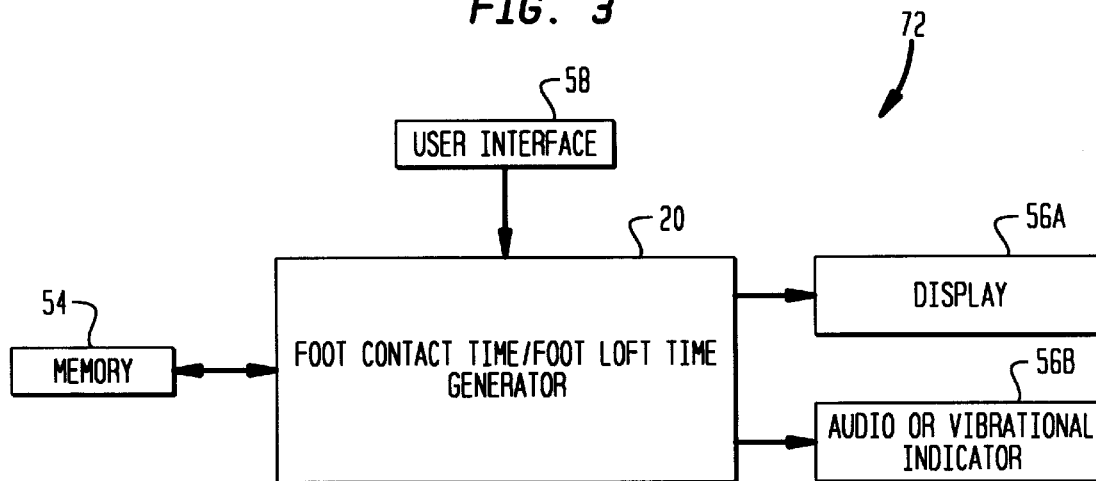 FIG. 3
72
58
USER INTERFACE
20
56A
DISPLAY
54
MEMORY
FOOT CONTACT TIME/FOOT LOFT TIME
GENERATOR
56B
AUDIO OR VIBRATIONAL
INDICATOR